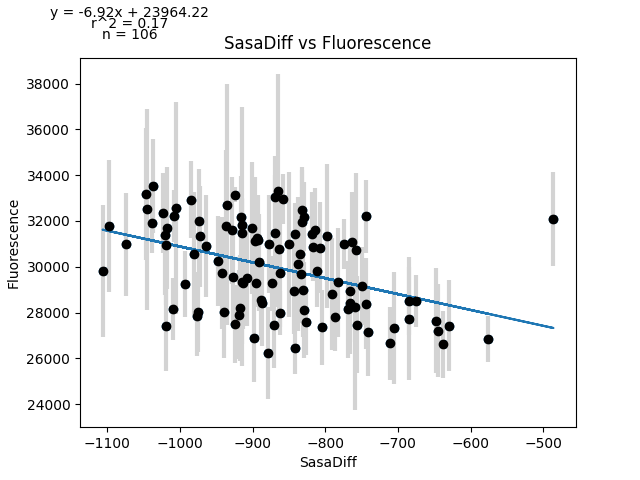 y = -6.92x + 23964.22
r^2 = 0.17
n = 106
SasaDiff vs Fluorescence
38000
36000
34000
32000
30000
28000
26000
24000
Fluorescence
−1100 −1000 −900 −800 −700 −600 −500
SasaDiff